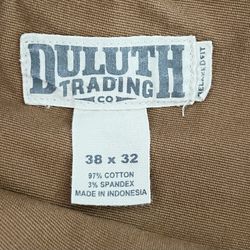 DULUTH
TRADING
CO
RELAXED FIT
38 x 32
97% COTTON
3% SPANDEX
MADE IN INDONESIA